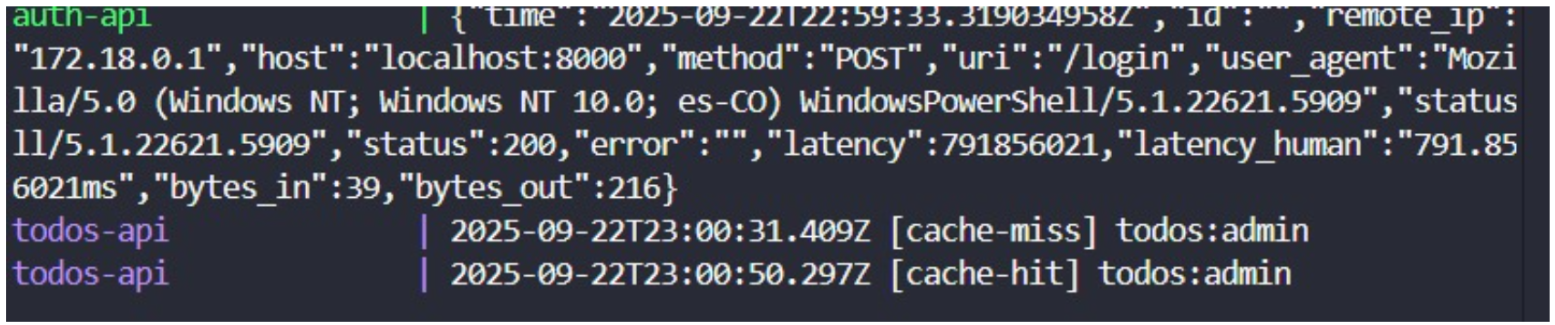 auth-api | {"time":"2025-09-22T22:59:33.319034958Z","id":"","remote_ip":
"172.18.0.1","host":"localhost:8000","method":"POST","uri":"/login","user_agent":"Mozi
lla/5.0 (Windows NT; Windows NT 10.0; es-CO) WindowsPowerShell/5.1.22621.5909","status
ll/5.1.22621.5909","status":200,"error":"","latency":791856021,"latency_human":"791.85
6021ms","bytes_in":39,"bytes_out":216}
todos-api | 2025-09-22T23:00:31.409Z [cache-miss] todos:admin
todos-api | 2025-09-22T23:00:50.297Z [cache-hit] todos:admin